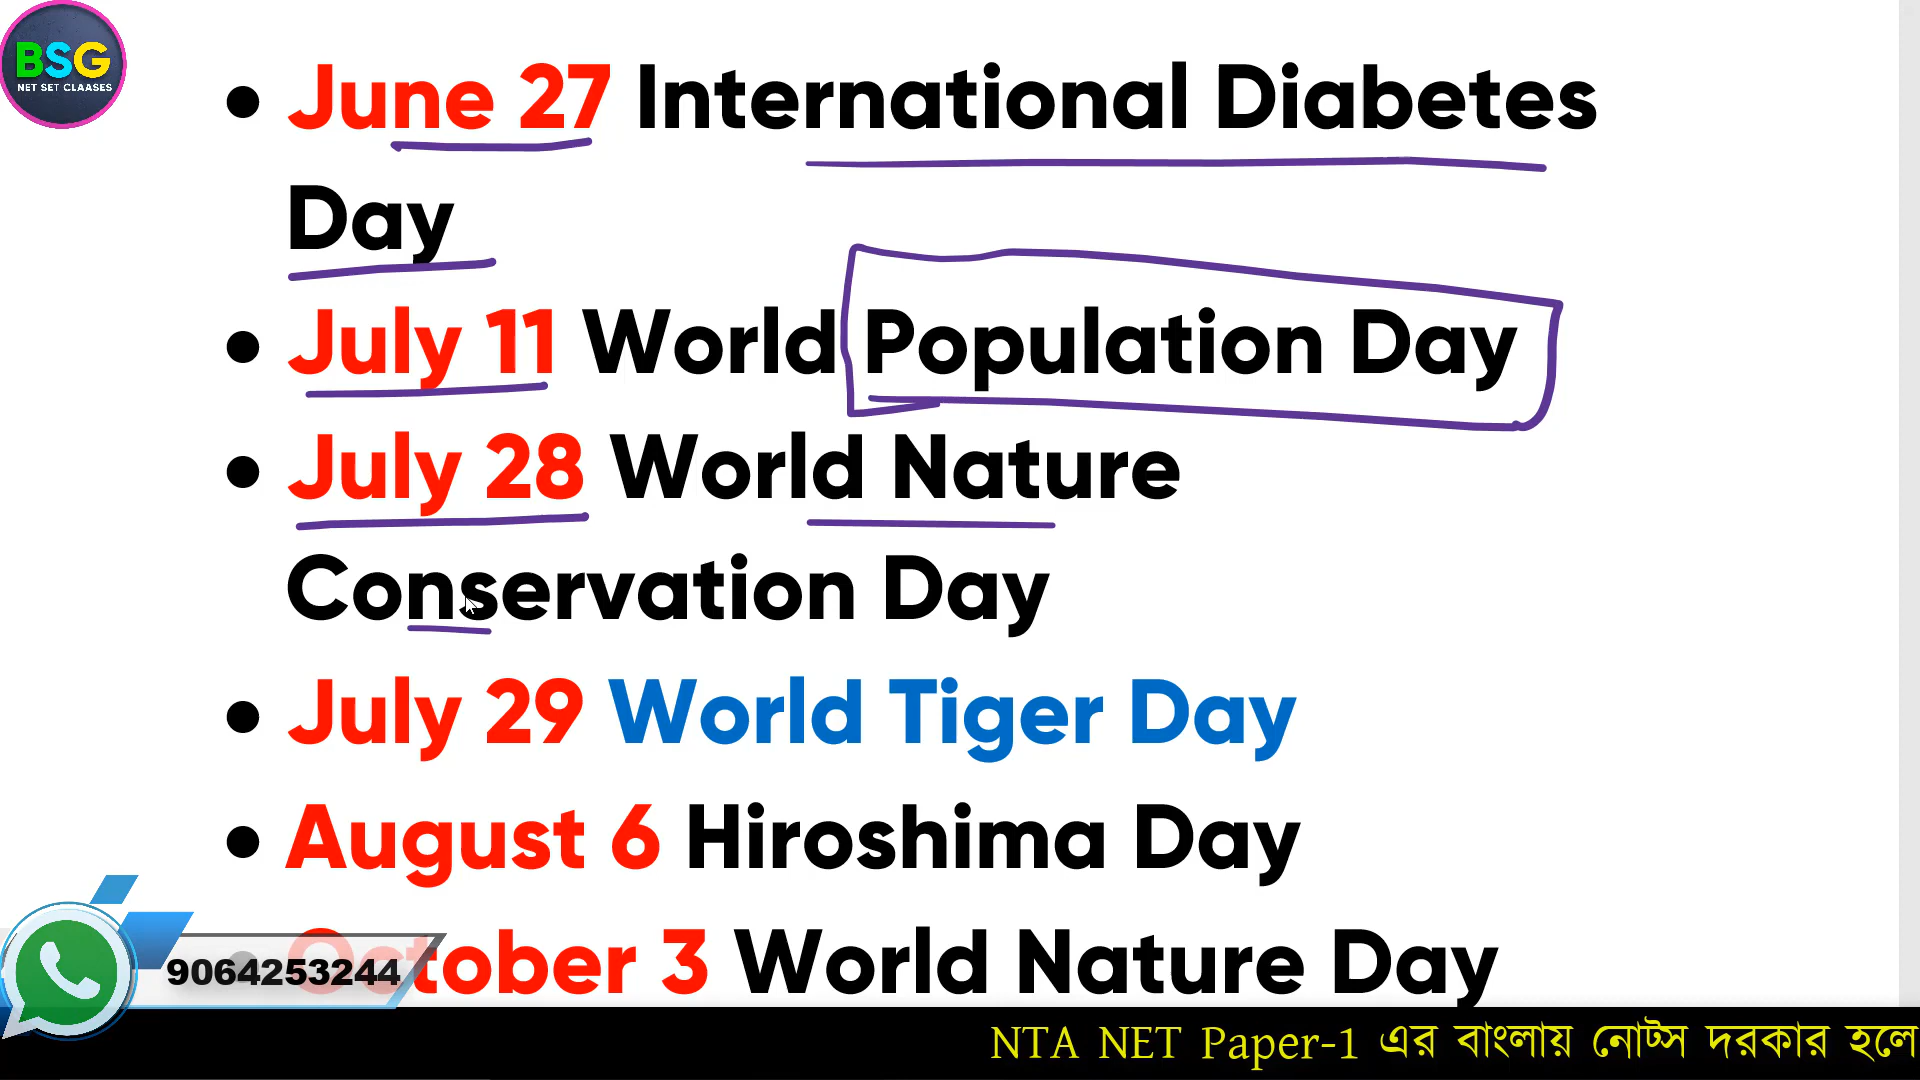 BSG
NET SET CLAASES
• June 27 International Diabetes
Day
• July 11 World Population Day
• July 28 World Nature
Conservation Day
• July 29 World Tiger Day
• August 6 Hiroshima Day
• October 3 World Nature Day
9064253244
NTA NET Paper-1 এর বাংলায় নোটস দরকার হলে